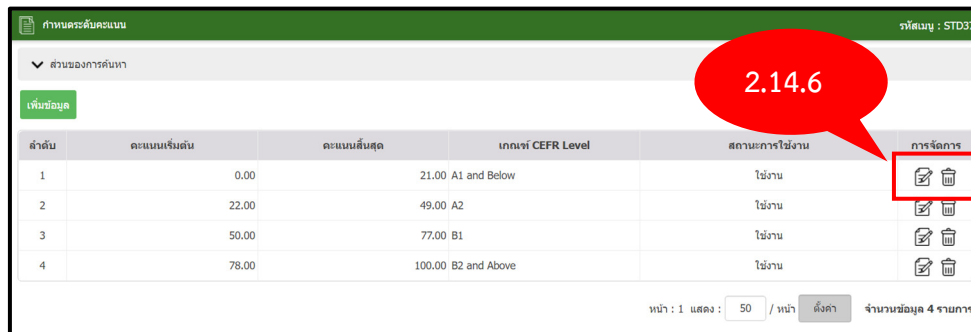 กำหนดระดับคะแนน รหัสเมนู : STD37
ส่วนของการค้นหา
2.14.6
เพิ่มข้อมูล
ลำดับ คะแนนเริ่มต้น คะแนนสิ้นสุด เกณฑ์ CEFR Level สถานะการใช้งาน การจัดการ
1 0.00 21.00 A1 and Below ใช้งาน
2 22.00 49.00 A2 ใช้งาน
3 50.00 77.00 B1 ใช้งาน
4 78.00 100.00 B2 and Above ใช้งาน
หน้า : 1 แสดง : 50 / หน้า ตั้งค่า จำนวนข้อมูล 4 รายการ